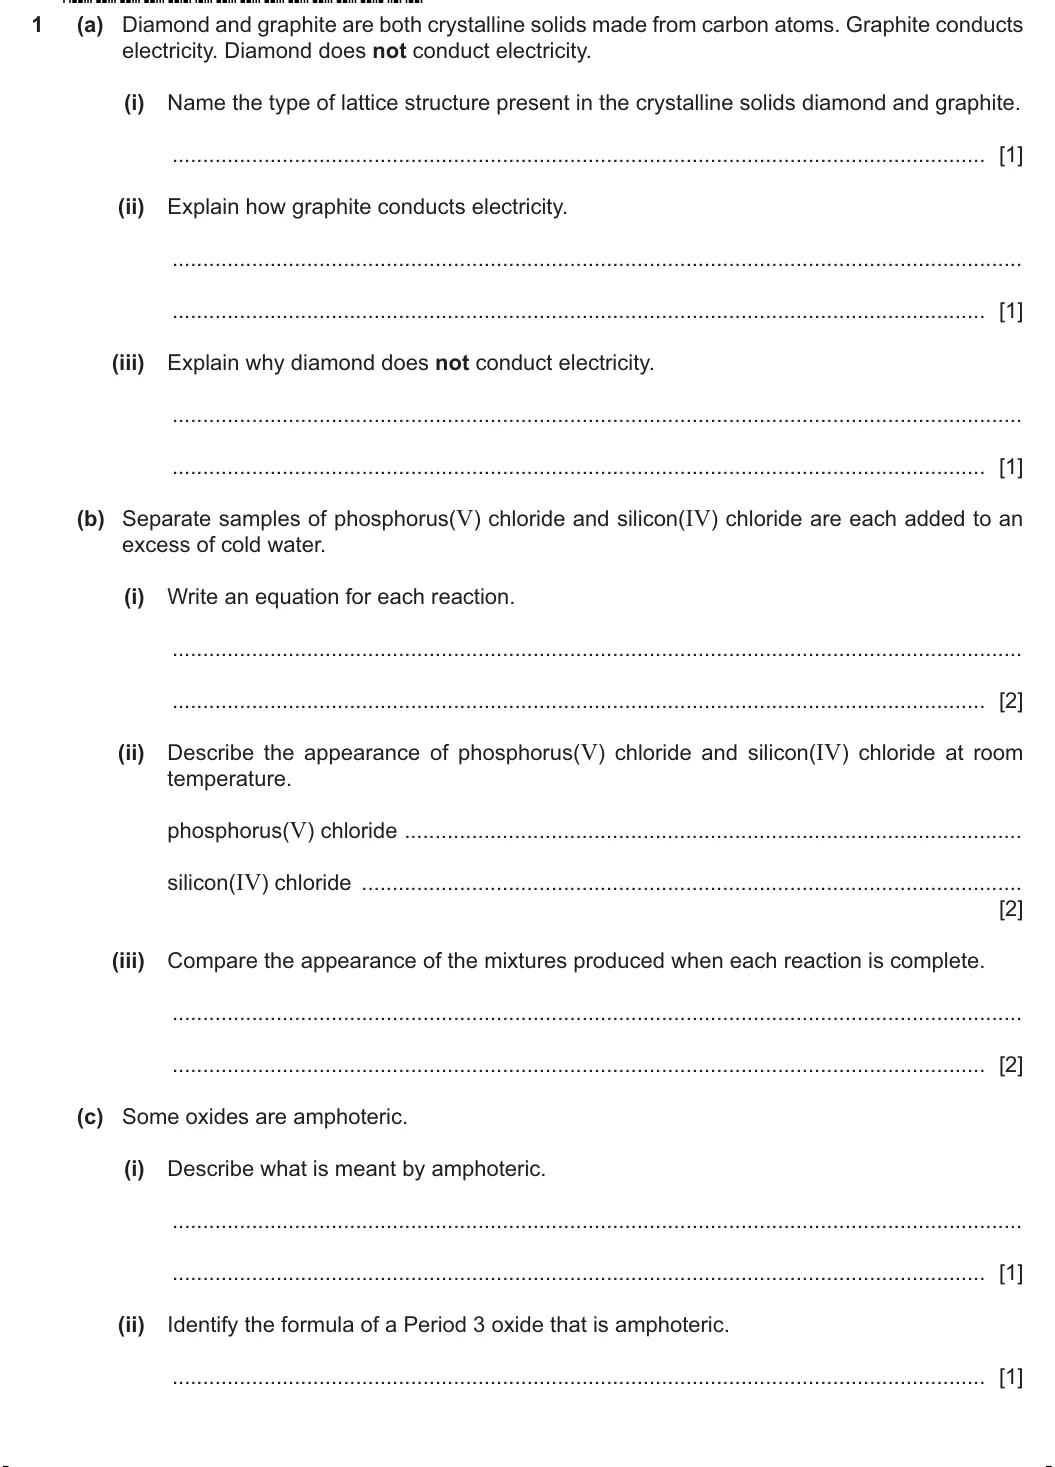 1 (a) Diamond and graphite are both crystalline solids made from carbon atoms. Graphite conducts
electricity. Diamond does not conduct electricity.
(i) Name the type of lattice structure present in the crystalline solids diamond and graphite.
....................................................................................................................................... [1]
(ii) Explain how graphite conducts electricity.
.............................................................................................................................................
....................................................................................................................................... [1]
(iii) Explain why diamond does not conduct electricity.
.............................................................................................................................................
....................................................................................................................................... [1]
(b) Separate samples of phosphorus(V) chloride and silicon(IV) chloride are each added to an
excess of cold water.
(i) Write an equation for each reaction.
.............................................................................................................................................
....................................................................................................................................... [2]
(ii) Describe the appearance of phosphorus(V) chloride and silicon(IV) chloride at room
temperature.
phosphorus(V) chloride ......................................................................................................
silicon(IV) chloride .............................................................................................................
[2]
(iii) Compare the appearance of the mixtures produced when each reaction is complete.
.............................................................................................................................................
....................................................................................................................................... [2]
(c) Some oxides are amphoteric.
(i) Describe what is meant by amphoteric.
.............................................................................................................................................
....................................................................................................................................... [1]
(ii) Identify the formula of a Period 3 oxide that is amphoteric.
....................................................................................................................................... [1]